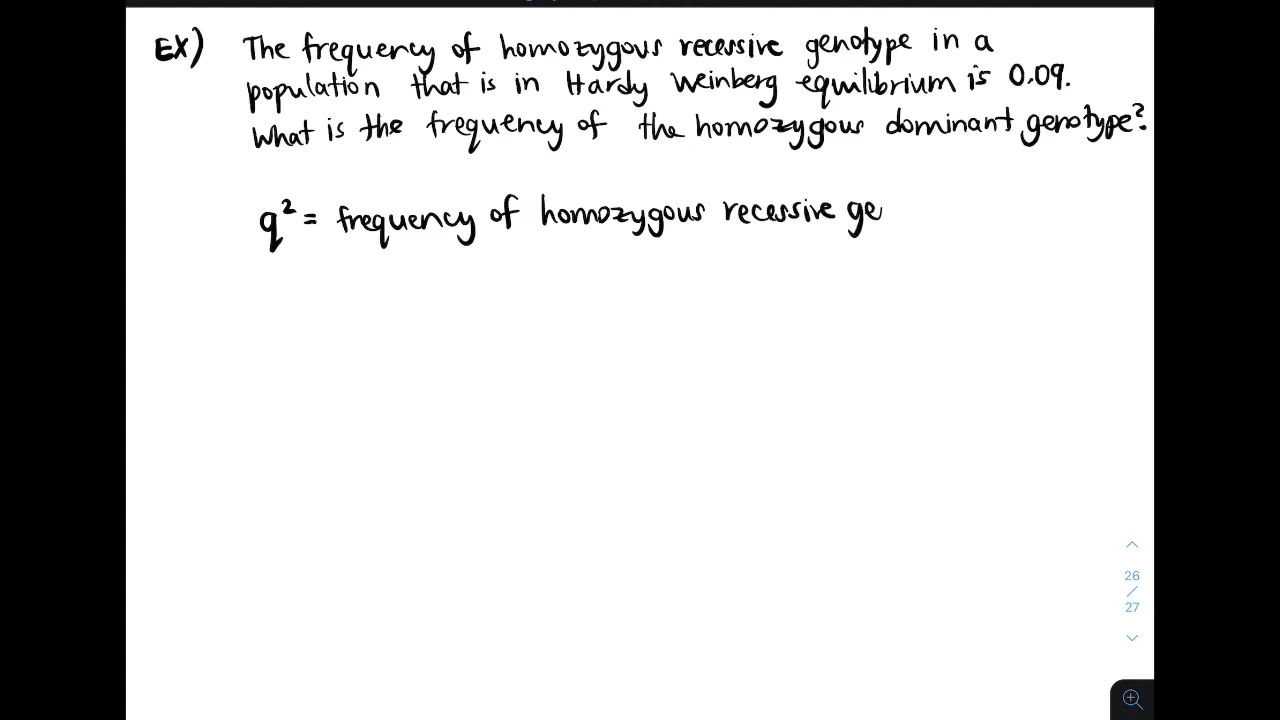 EX) The frequency of homozygous recessive genotype in a
population that is in Hardy Weinberg equilibrium is 0.09.
What is the frequency of the homozygous dominant genotype?
q² = frequency of homozygous recessive ge
26
/
27